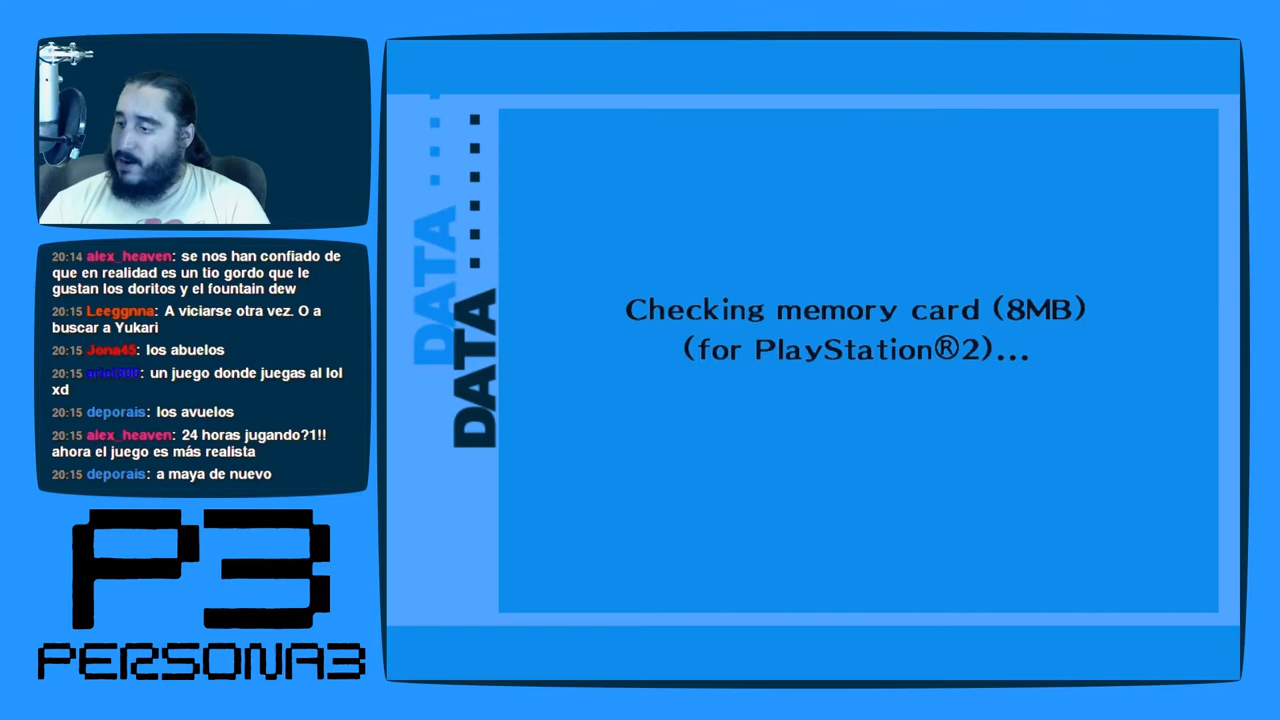 20:14 alex_heaven: se nos han confiado de
que en realidad es un tio gordo que le
gustan los doritos y el fountain dew
20:15 Leeggnna: A viciarse otra vez. O a
buscar a Yukari
20:15 Jona45: los abuelos
20:15 : un juego donde juegas al lol
xd
20:15 deporais: los avuelos
20:15 alex_heaven: 24 horas jugando?1!!
ahora el juego es más realista
20:15 deporais: a maya de nuevo
P3
PERSONA3
DATA
DATA
Checking memory card (8MB)
(for PlayStation®2)...